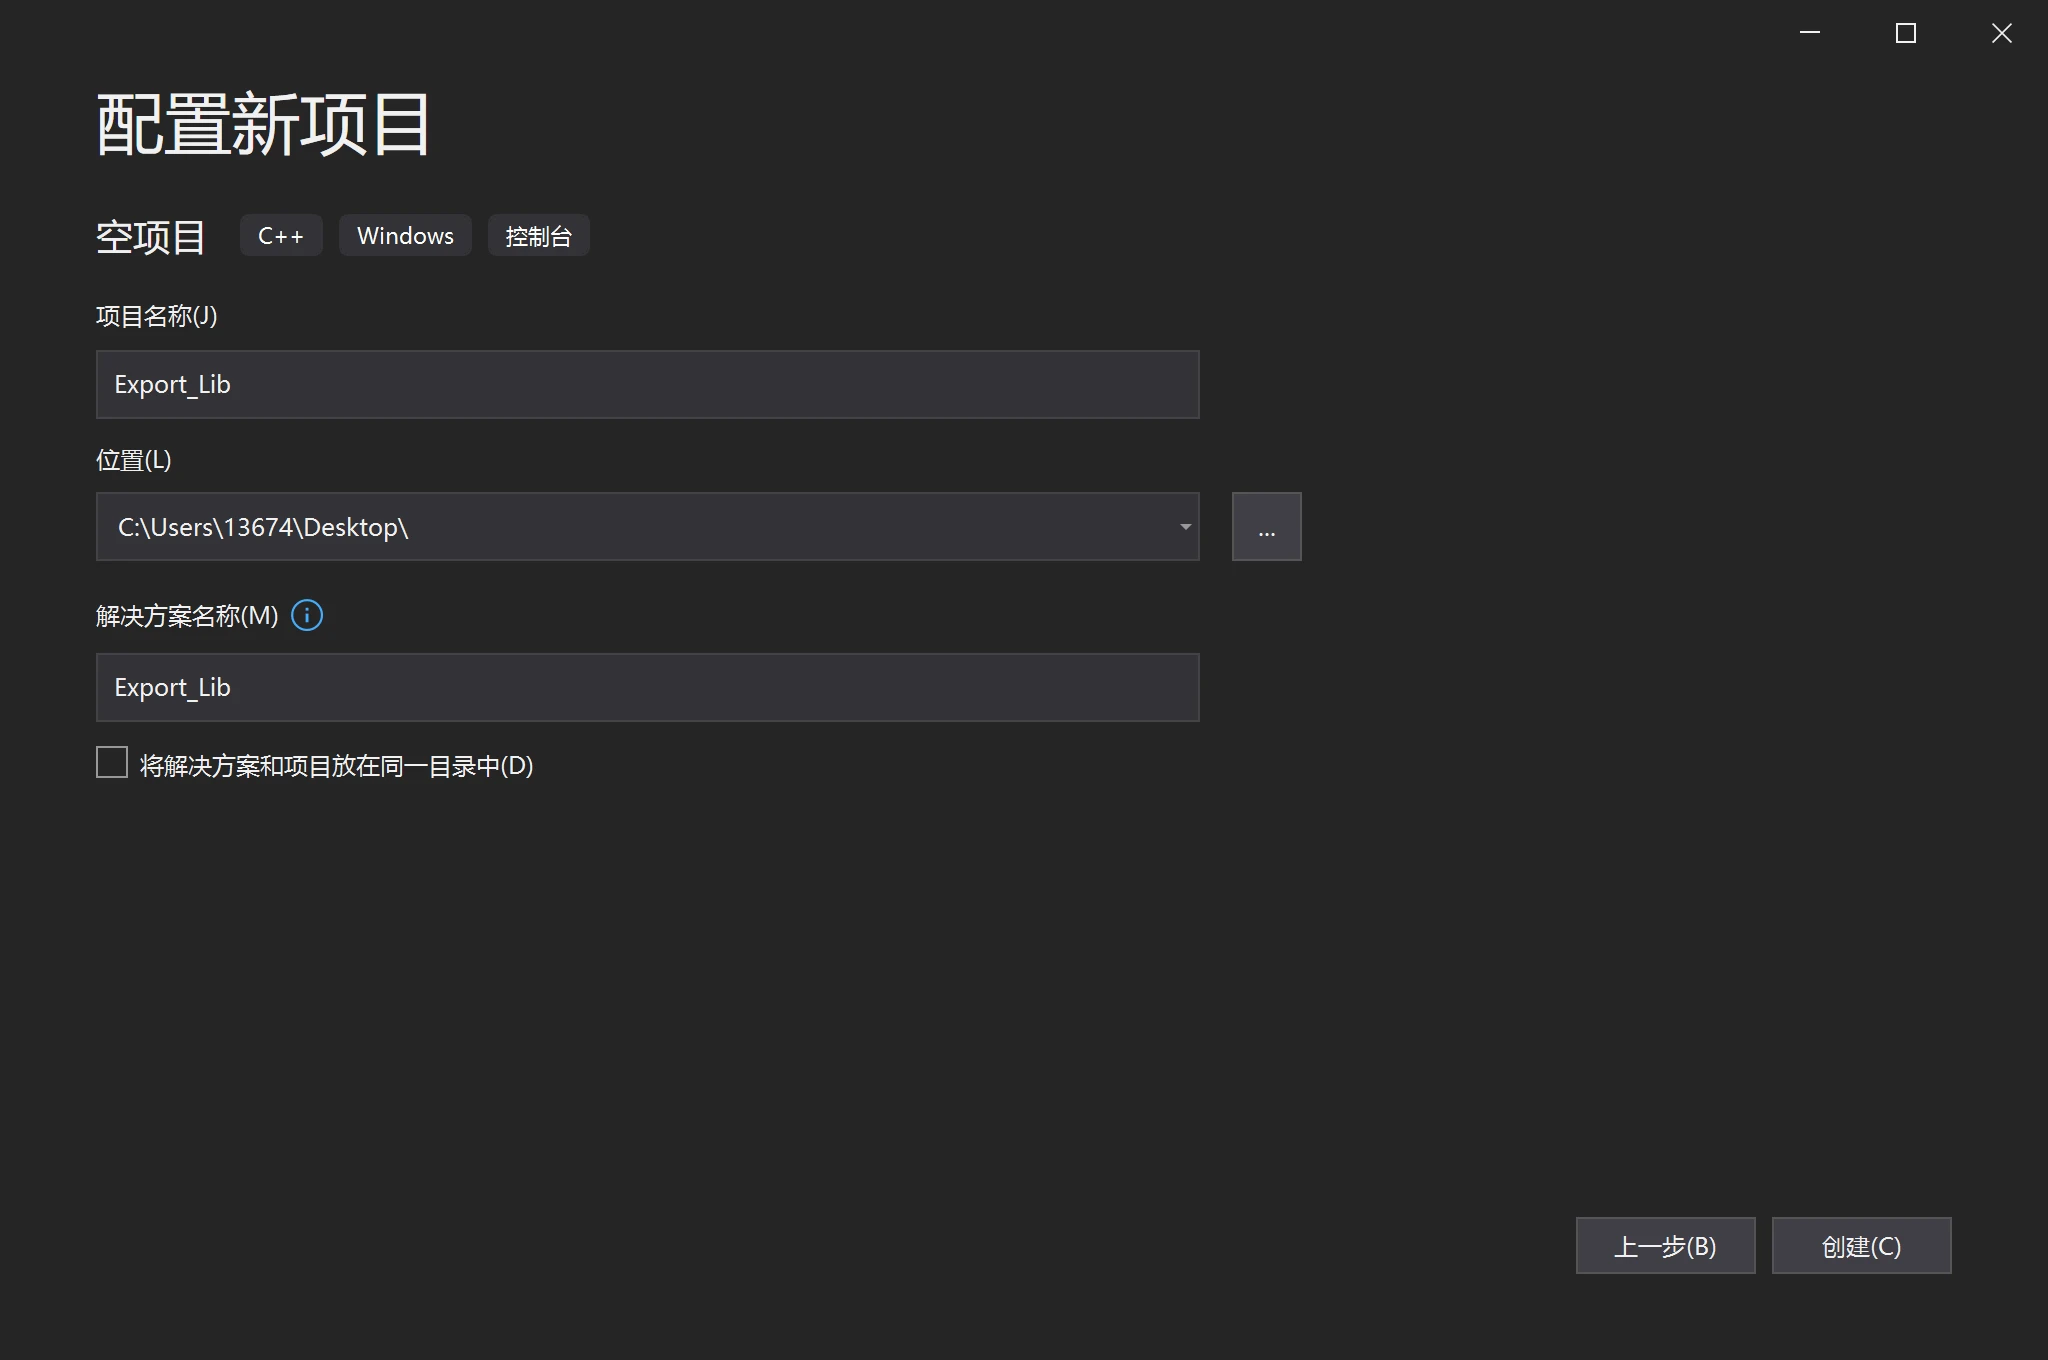 配置新项目
空项目 C++ Windows 控制台
项目名称(J)
Export_Lib
位置(L)
C:\Users\13674\Desktop\
...
解决方案名称(M)
Export_Lib
将解决方案和项目放在同一目录中(D)
上一步(B) 创建(C)